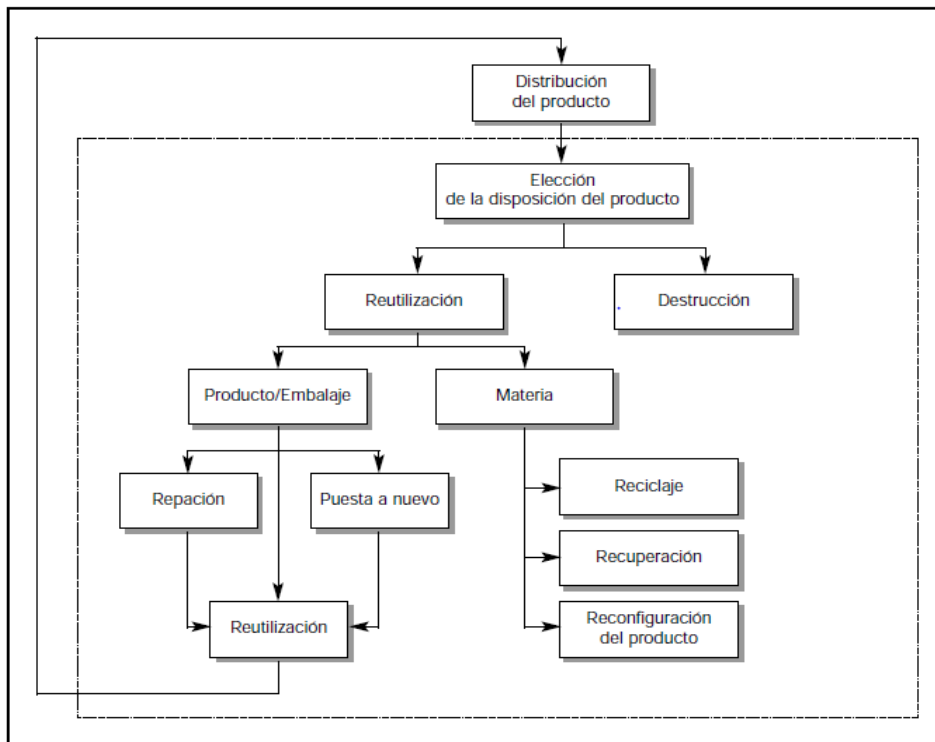 Distribución
del producto
Elección
de la disposición del producto
Reutilización
Destrucción
Producto/Embalaje
Materia
Repación
Puesta a nuevo
Reciclaje
Recuperación
Reutilización
Reconfiguración
del producto